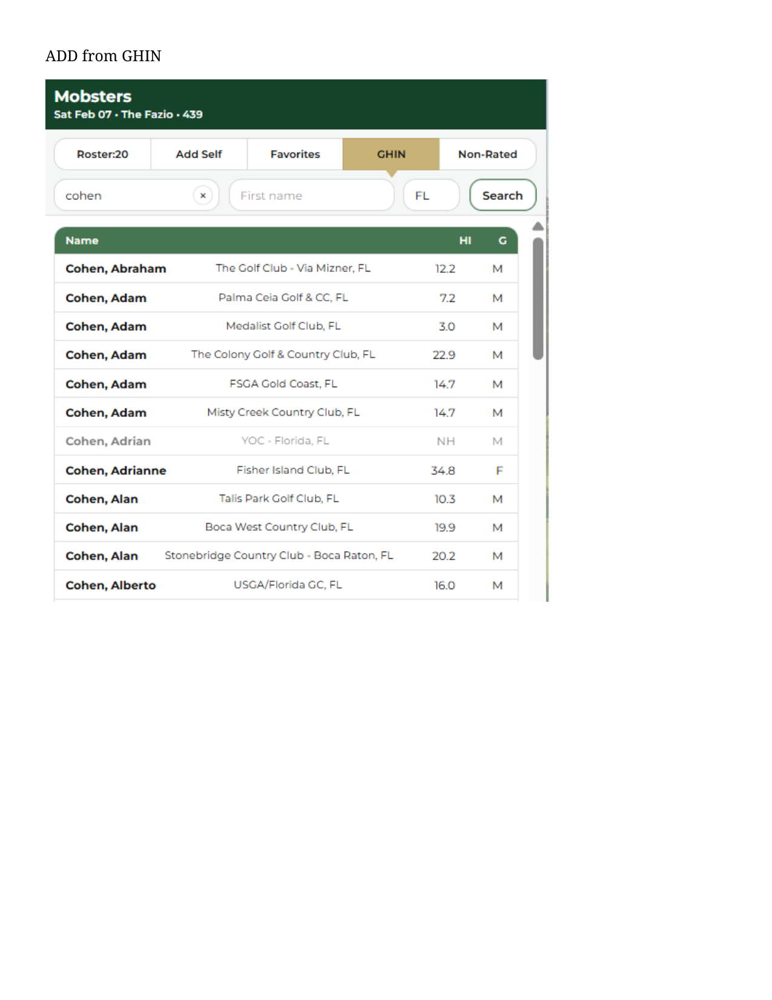 ADD from GHIN
Mobsters
Sat Feb 07 • The Fazio • 439
Roster:20 Add Self Favorites GHIN Non-Rated
cohen × First name FL Search
Name HI G
Cohen, Abraham The Golf Club - Via Mizner, FL 12.2 M
Cohen, Adam Palma Ceia Golf & CC, FL 7.2 M
Cohen, Adam Medalist Golf Club, FL 3.0 M
Cohen, Adam The Colony Golf & Country Club, FL 22.9 M
Cohen, Adam FSGA Gold Coast, FL 14.7 M
Cohen, Adam Misty Creek Country Club, FL 14.7 M
Cohen, Adrian YOC - Florida, FL NH M
Cohen, Adrianne Fisher Island Club, FL 34.8 F
Cohen, Alan Talis Park Golf Club, FL 10.3 M
Cohen, Alan Boca West Country Club, FL 19.9 M
Cohen, Alan Stonebridge Country Club - Boca Raton, FL 20.2 M
Cohen, Alberto USGA/Florida GC, FL 16.0 M